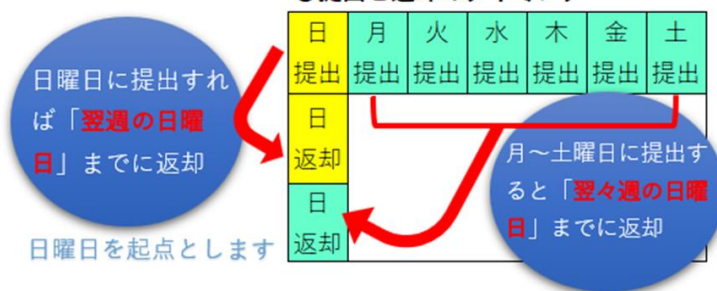 日 月 火 水 木 金 土
提出 提出 提出 提出 提出 提出 提出
日曜日に提出すれ
ば「翌週の日曜
日」までに返却
日
返却
日
返却
月～土曜日に提出す
ると「翌々週の日曜
日」までに返却
日曜日を起点とします